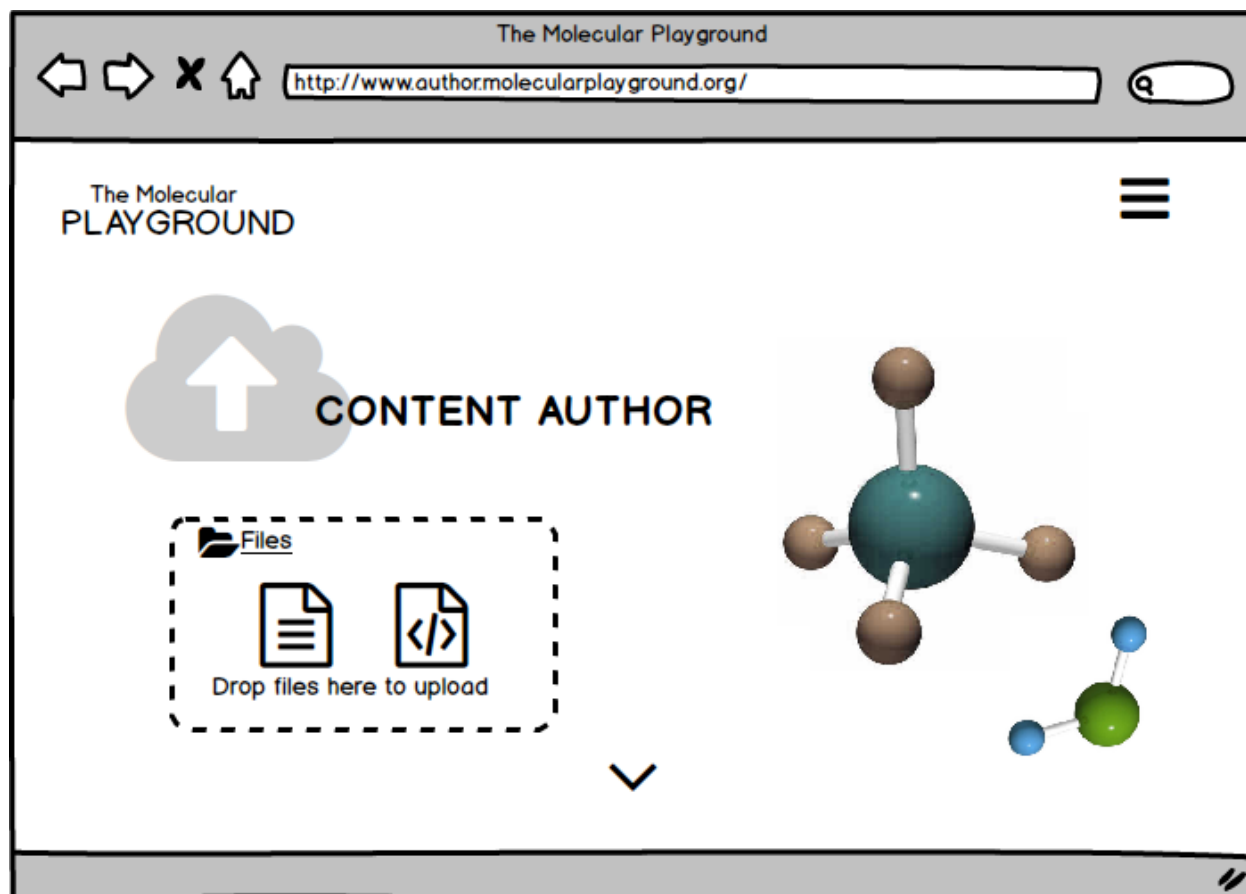 The Molecular Playground
http://www.author.molecularplayground.org/
The Molecular
PLAYGROUND
CONTENT AUTHOR
Files
</>
Drop files here to upload